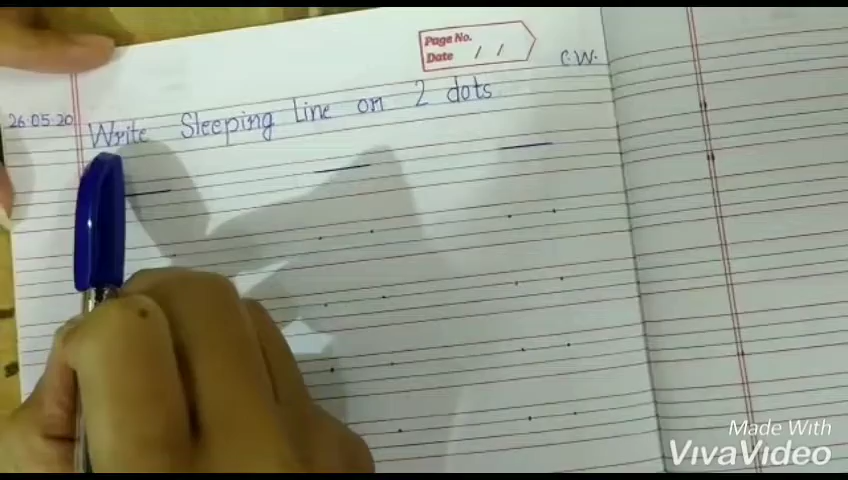 Page No.
Date / /
C.W.
26.05.20 Write Sleeping Line on 2 dots
Made With
VivaVideo